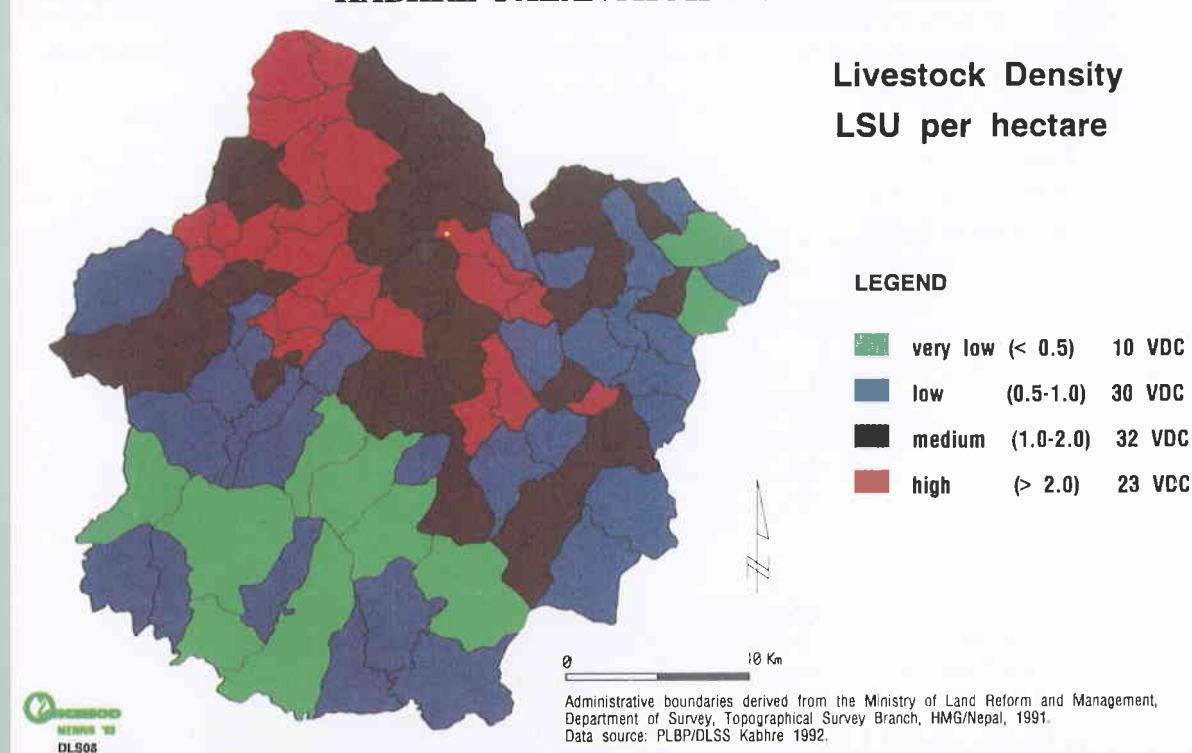 Livestock Density
LSU per hectare
LEGEND
very low (< 0.5) 10 VDC
low (0.5-1.0) 30 VDC
medium (1.0-2.0) 32 VDC
high (> 2.0) 23 VDC
0 10 Km
Administrative boundaries derived from the Ministry of Land Reform and Management,
Department of Survey, Topographical Survey Branch, HMG/Nepal, 1991.
Data source: PLBP/DLSS Kabhre 1992.
ICIMOD
DLS08